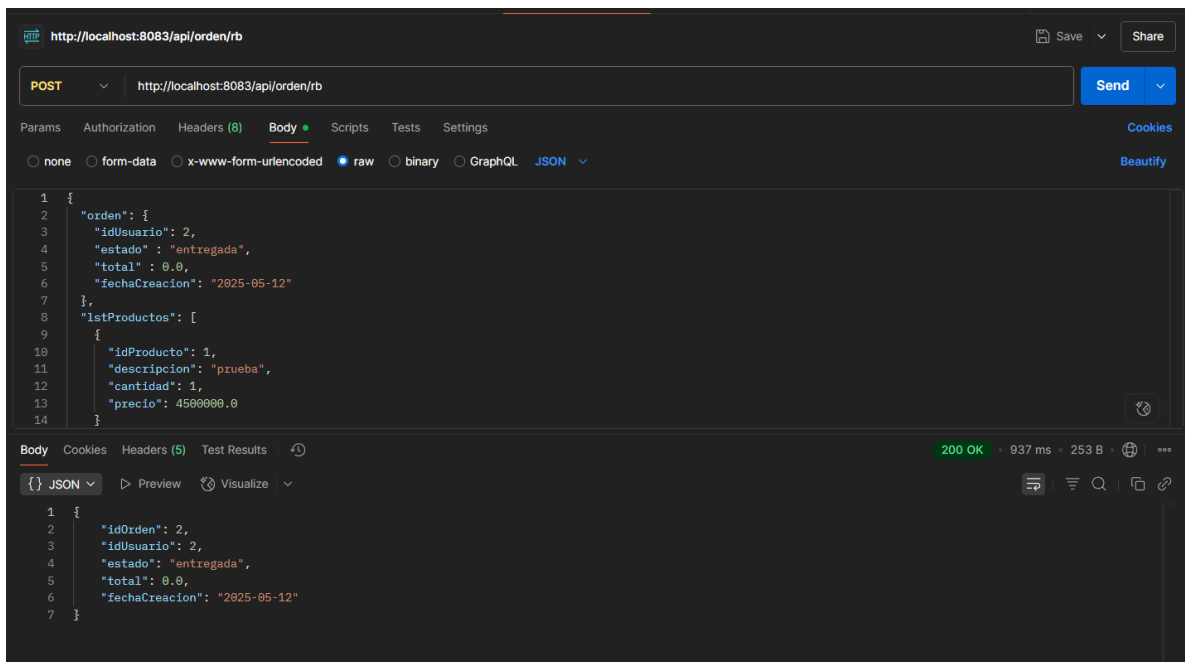 HTTP http://localhost:8083/api/orden/rb Save Share
POST http://localhost:8083/api/orden/rb Send
Params Authorization Headers (8) Body Scripts Tests Settings Cookies
none form-data x-www-form-urlencoded raw binary GraphQL JSON Beautify
1 {
2 "orden": {
3 "idUsuario": 2,
4 "estado" : "entregada",
5 "total" : 0.0,
6 "fechaCreacion": "2025-05-12"
7 },
8 "lstProductos": [
9 {
10 "idProducto": 1,
11 "descripcion": "prueba",
12 "cantidad": 1,
13 "precio": 4500000.0
14 }
Body Cookies Headers (5) Test Results 200 OK 937 ms 253 B
{} JSON Preview Visualize
1 {
2 "idOrden": 2,
3 "idUsuario": 2,
4 "estado": "entregada",
5 "total": 0.0,
6 "fechaCreacion": "2025-05-12"
7 }